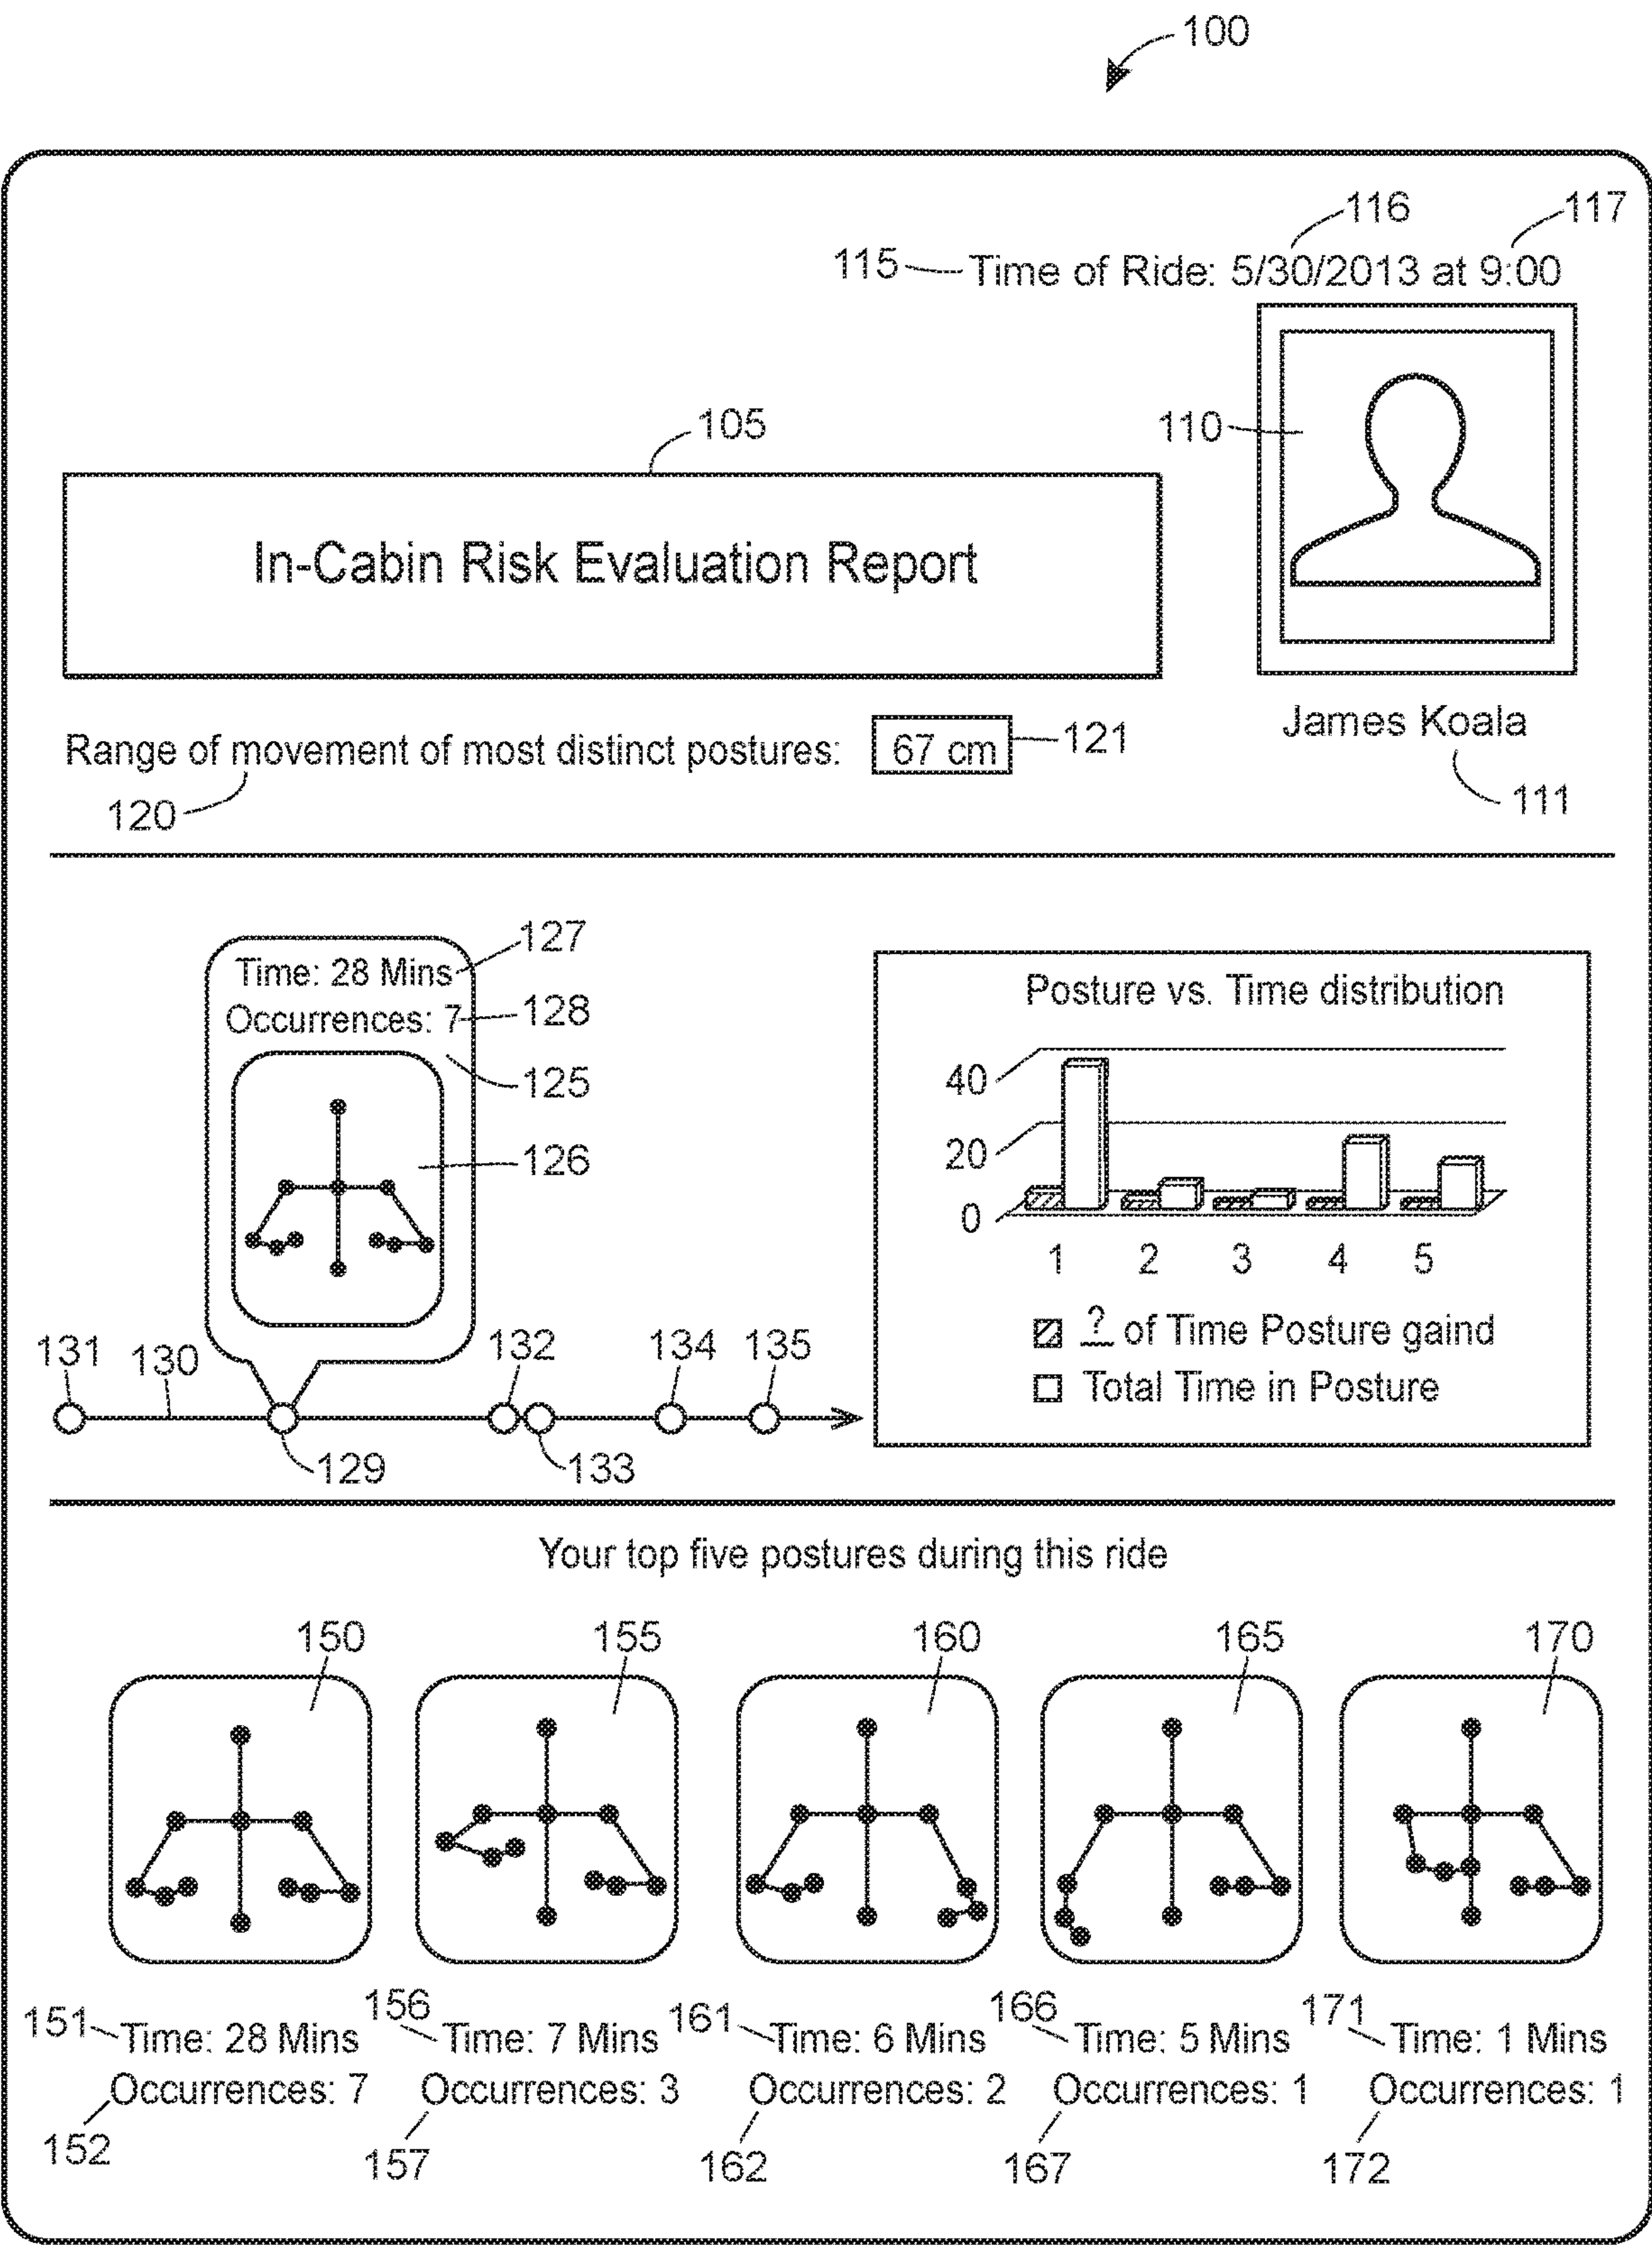 100
116
117
115
Time of Ride: 5/30/2013 at 9:00
105
110
In-Cabin Risk Evaluation Report
James Koala
111
Range of movement of most distinct postures:
67 cm
121
120
Time: 28 Mins
127
Occurrences: 7
128
125
126
131
130
132
134
135
129
133
Posture vs. Time distribution
40
20
0
1 2 3 4 5
? of Time Posture gaind
Total Time in Posture
Your top five postures during this ride
150 155 160 165 170
151 156 161 166 171
Time: 28 Mins
Occurrences: 7
152
Time: 7 Mins
Occurrences: 3
157
Time: 6 Mins
Occurrences: 2
162
Time: 5 Mins
Occurrences: 1
167
Time: 1 Mins
Occurrences: 1
172